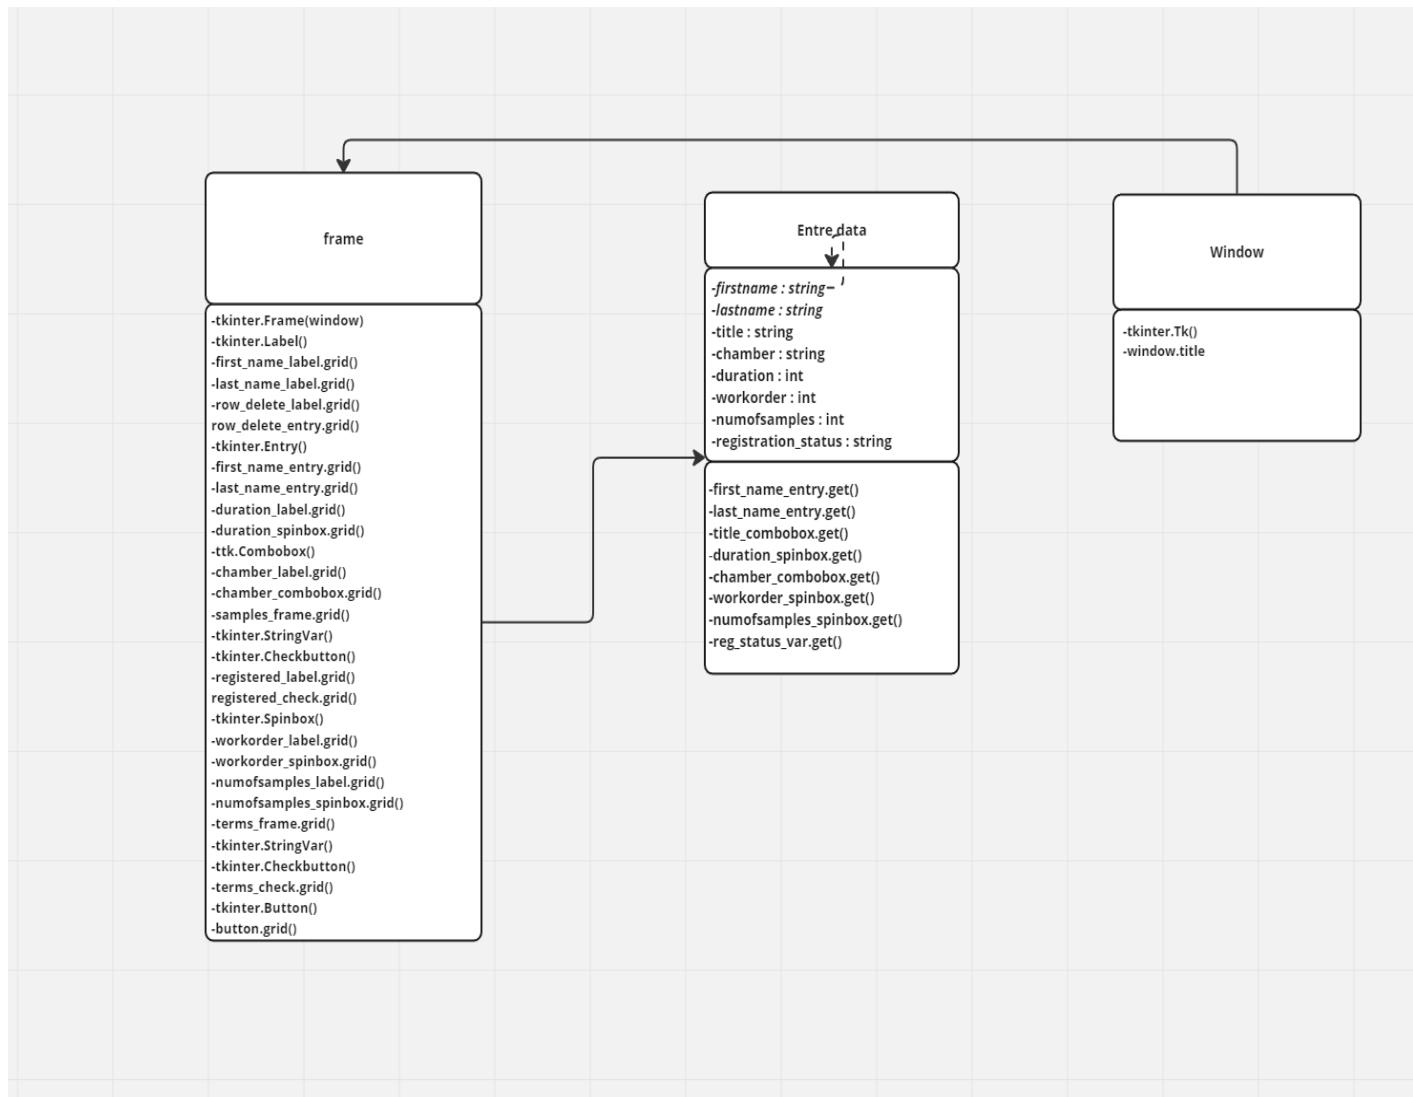 frame
-tkinter.Frame(window)
-tkinter.Label()
-first_name_label.grid()
-last_name_label.grid()
-row_delete_label.grid()
row_delete_entry.grid()
-tkinter.Entry()
-first_name_entry.grid()
-last_name_entry.grid()
-duration_label.grid()
-duration_spinbox.grid()
-ttk.Combobox()
-chamber_label.grid()
-chamber_combobox.grid()
-samples_frame.grid()
-tkinter.StringVar()
-tkinter.Checkbutton()
-registered_label.grid()
registered_check.grid()
-tkinter.Spinbox()
-workorder_label.grid()
-workorder_spinbox.grid()
-numofsamples_label.grid()
-numofsamples_spinbox.grid()
-terms_frame.grid()
-tkinter.StringVar()
-tkinter.Checkbutton()
-terms_check.grid()
-tkinter.Button()
-button.grid()
Entre data
-firstname : string
-lastname : string
-title : string
-chamber : string
-duration : int
-workorder : int
-numofsamples : int
-registration_status : string
-first_name_entry.get()
-last_name_entry.get()
-title_combobox.get()
-duration_spinbox.get()
-chamber_combobox.get()
-workorder_spinbox.get()
-numofsamples_spinbox.get()
-reg_status_var.get()
Window
-tkinter.Tk()
-window.title